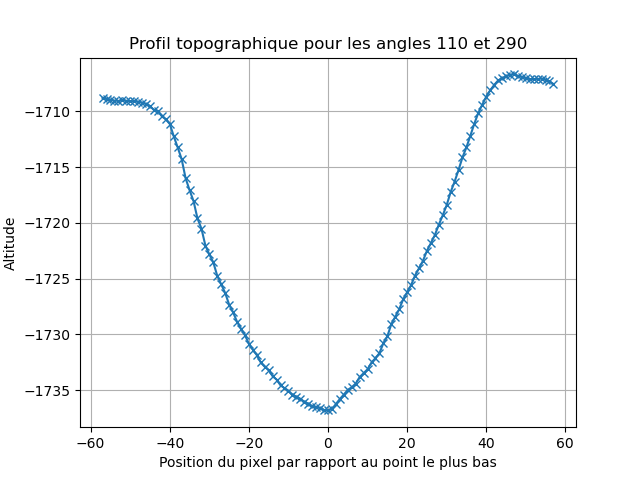 Profil topographique pour les angles 110 et 290
Altitude
−1710
−1715
−1720
−1725
−1730
−1735
−60 −40 −20 0 20 40 60
Position du pixel par rapport au point le plus bas